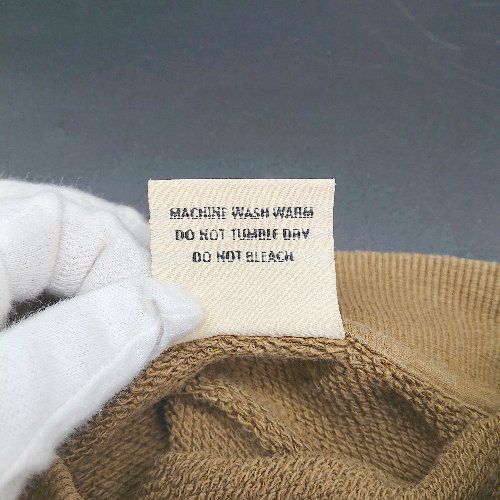 MACHINE WASH WARM
DO NOT TUMBLE DRY
DO NOT BLEACH